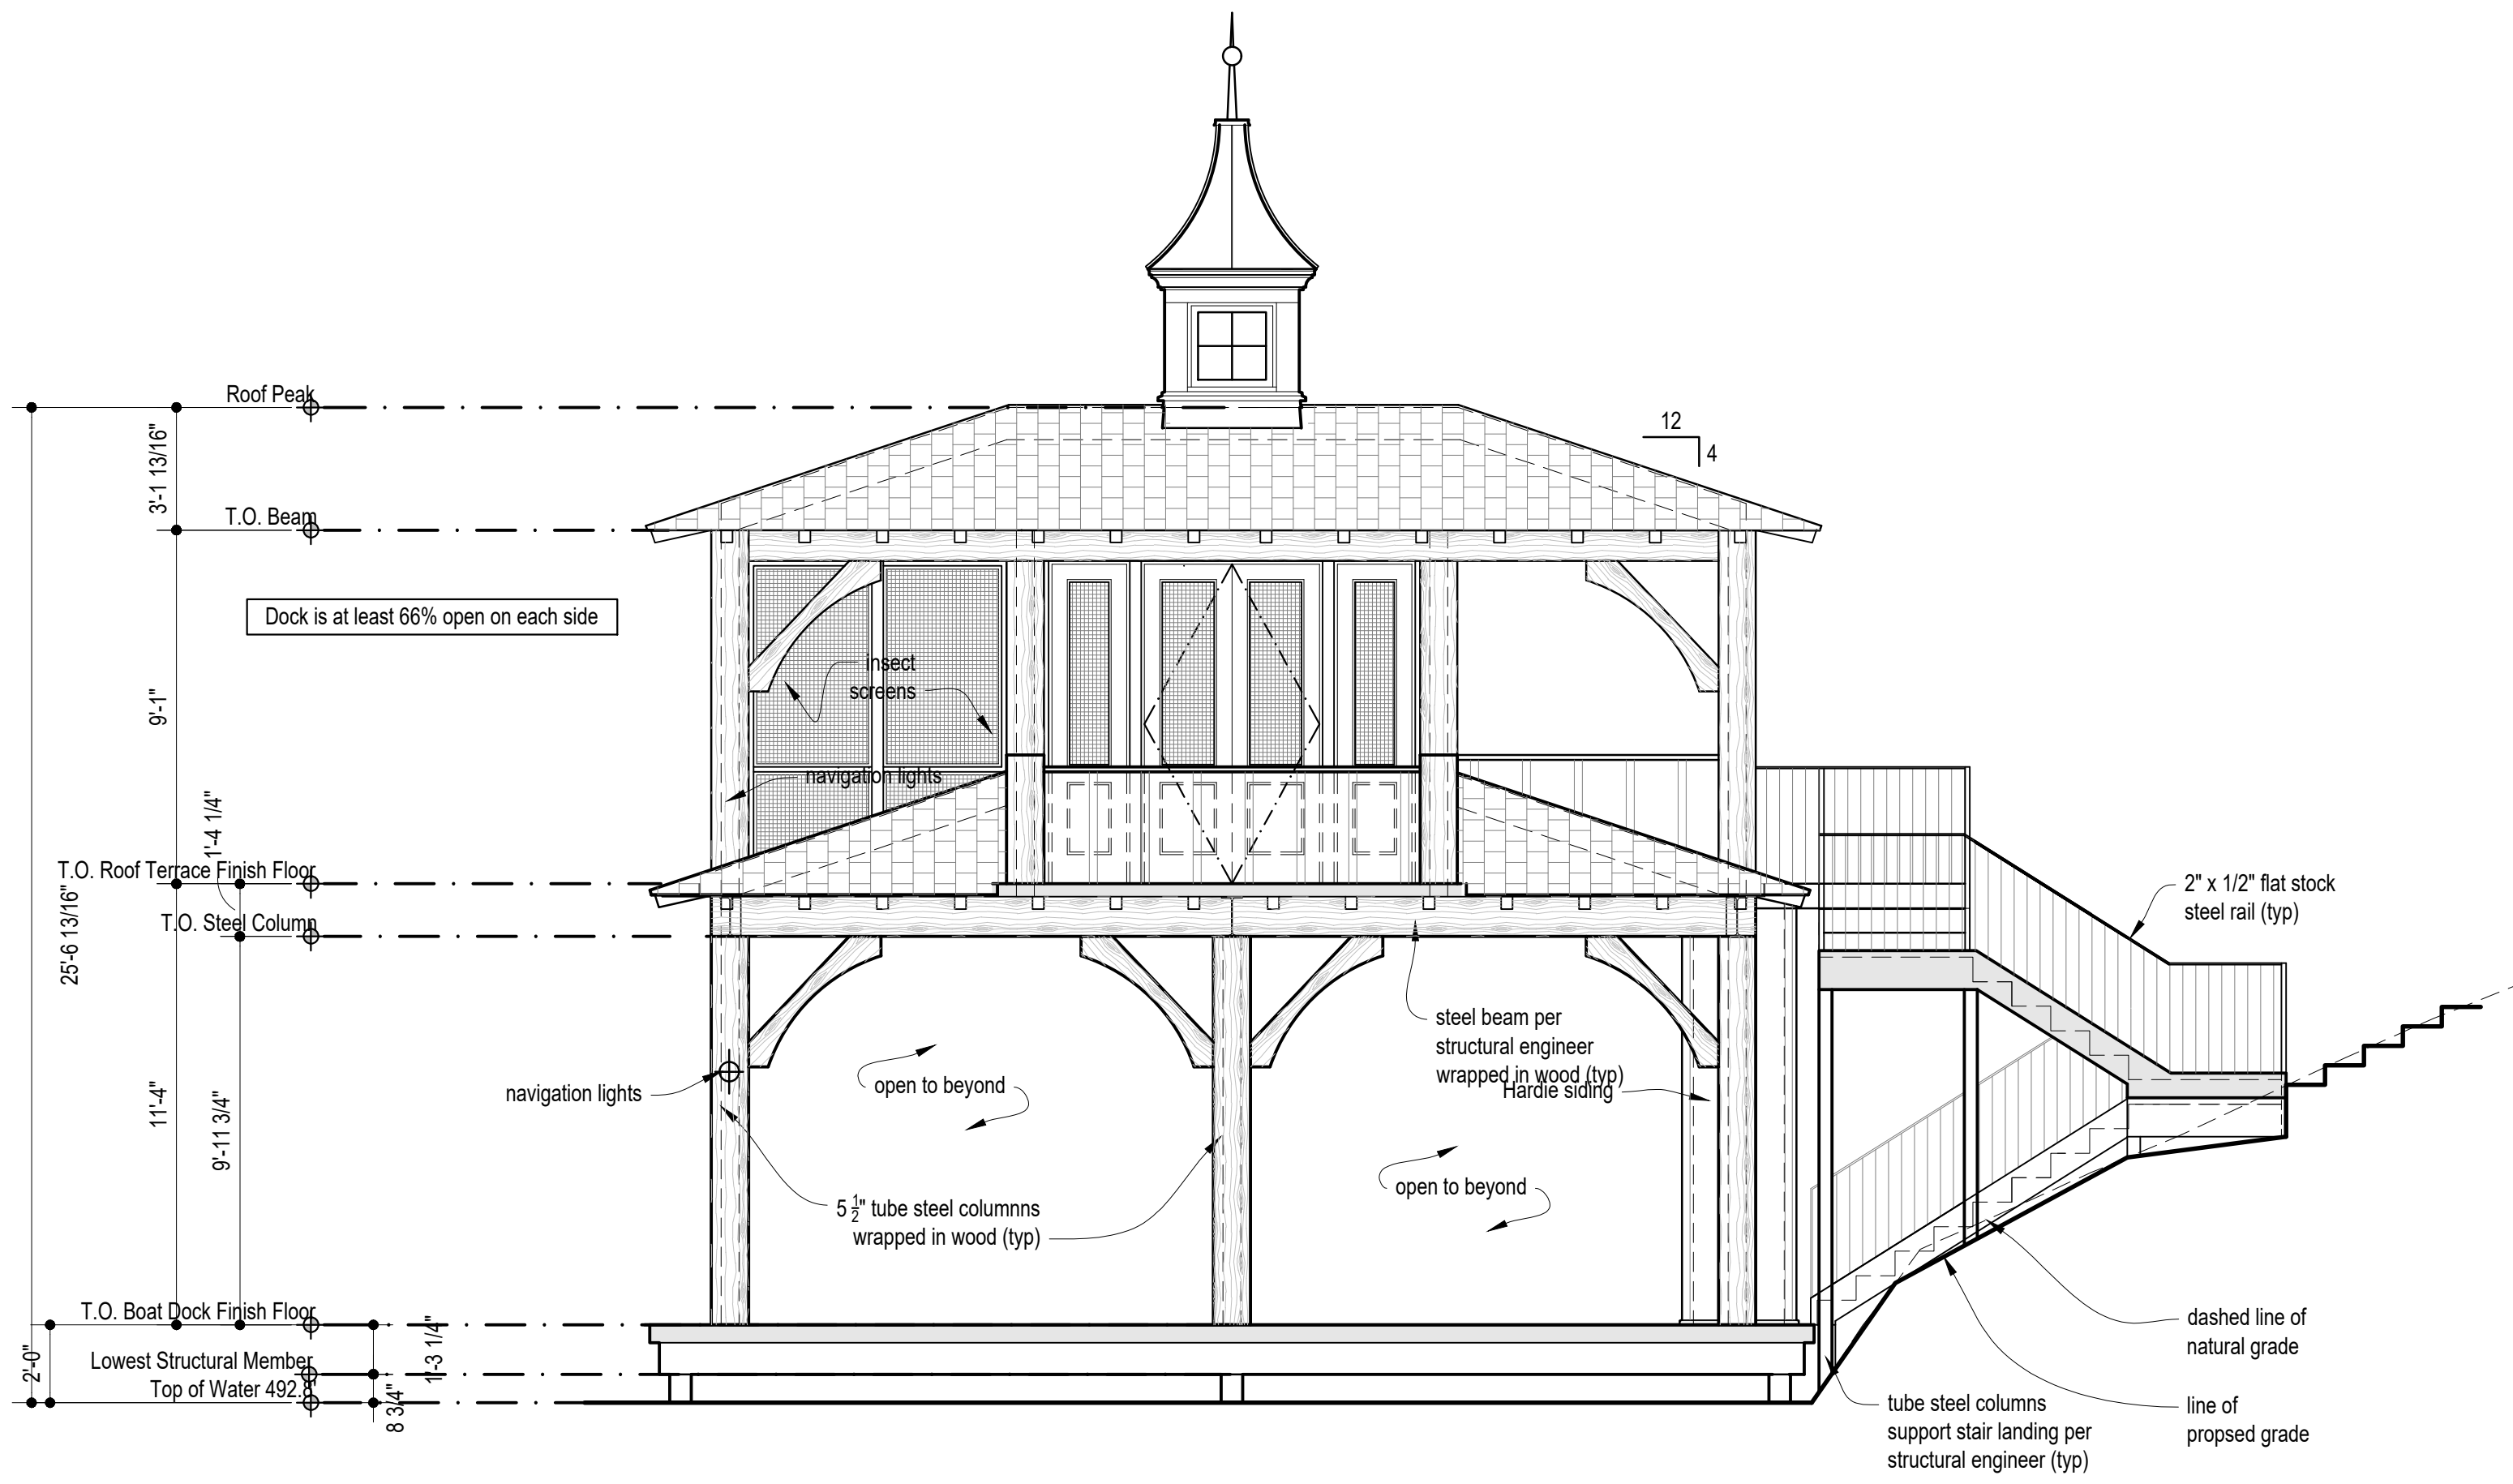 Roof Peak
12
4
3'-1 13/16"
T.O. Beam
Dock is at least 66% open on each side
insect
screens
9'-1"
navigation lights
1'-4 1/4"
T.O. Roof Terrace Finish Floor
25'-6 13/16"
T.O. Steel Column
2" x 1/2" flat stock
steel rail (typ)
steel beam per
structural engineer
wrapped in wood (typ)
Hardie siding
navigation lights
open to beyond
11'-4"
9'-11 3/4"
open to beyond
5 1/2" tube steel columnns
wrapped in wood (typ)
T.O. Boat Dock Finish Floor
1'-3 1/4"
2'-0"
Lowest Structural Member
Top of Water 492.8'
8 3/4"
dashed line of
natural grade
tube steel columns
support stair landing per
structural engineer (typ)
line of
propsed grade